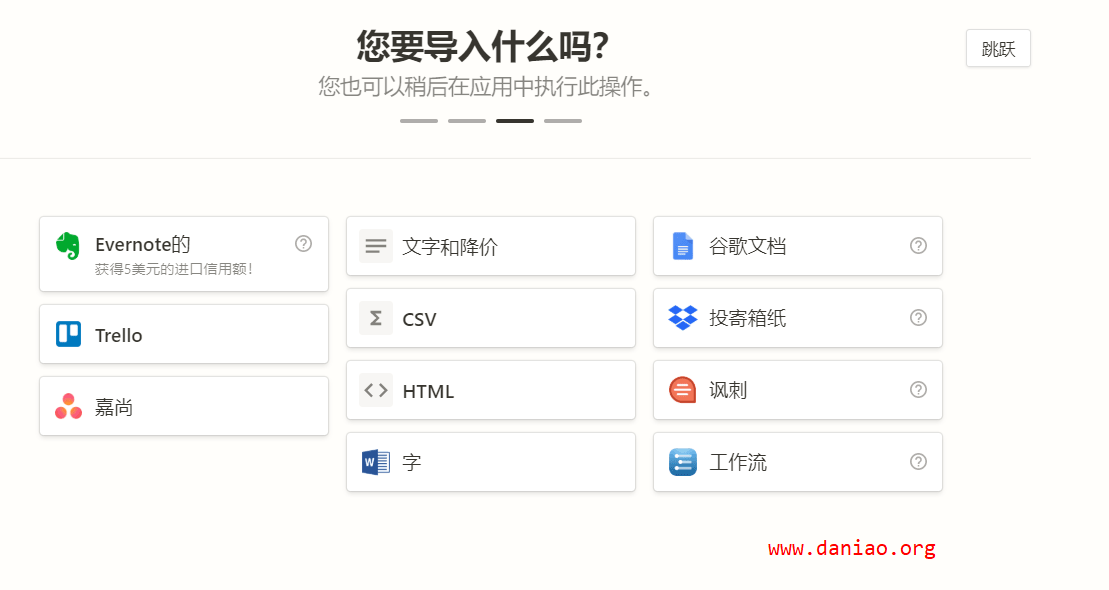 您要导入什么吗?
跳跃
您也可以稍后在应用中执行此操作。
Evernote的
获得5美元的进口信用额!
Trello
嘉尚
文字和降价
CSV
HTML
W
字
谷歌文档
投寄箱纸
讽刺
工作流
www.daniao.org